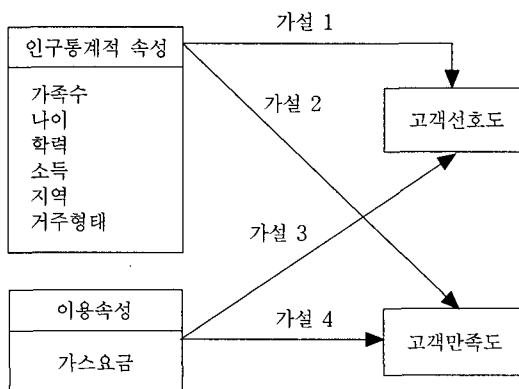 가설 1
인구통계적 속성
가족수
나이
학력
소득
지역
거주형태
가설 2
고객선호도
가설 3
이용속성
가스요금
가설 4
고객만족도